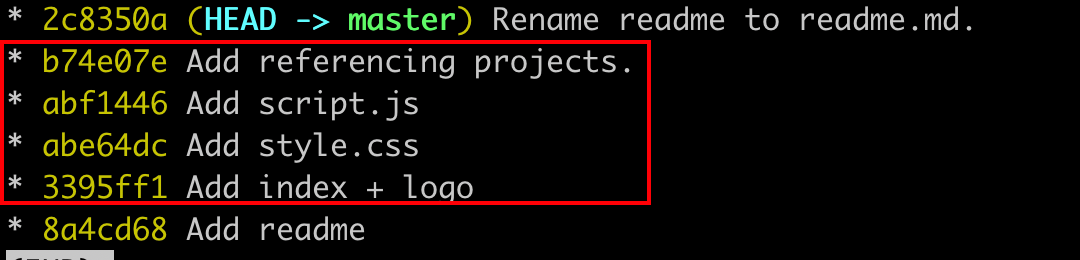 * 2c8350a (HEAD -> master) Rename readme to readme.md.
* b74e07e Add referencing projects.
* abf1446 Add script.js
* abe64dc Add style.css
* 3395ff1 Add index + logo
* 8a4cd68 Add readme